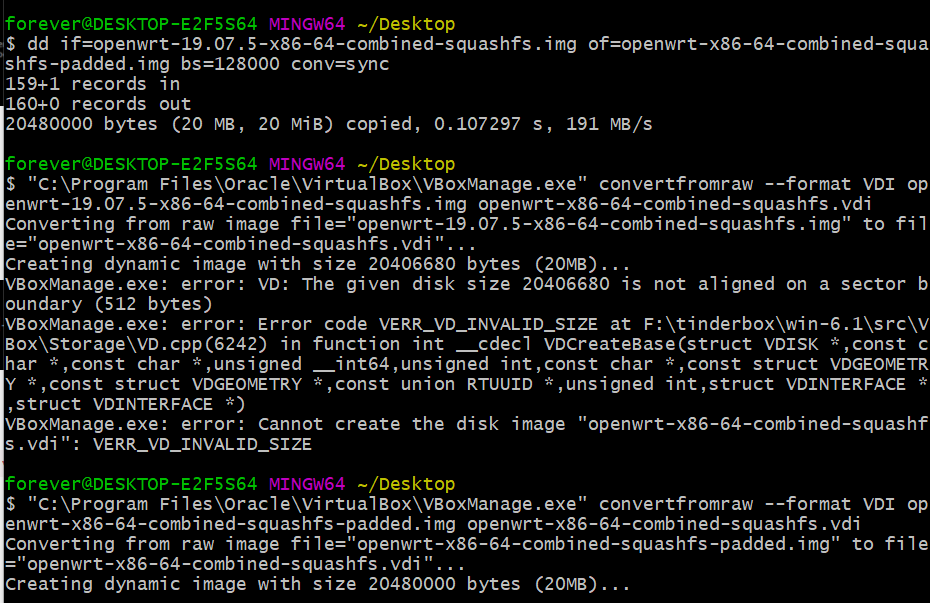 forever@DESKTOP-E2F5S64 MINGW64 ~/Desktop
$ dd if=openwrt-19.07.5-x86-64-combined-squashfs.img of=openwrt-x86-64-combined-squa
shfs-padded.img bs=128000 conv=sync
159+1 records in
160+0 records out
20480000 bytes (20 MB, 20 MiB) copied, 0.107297 s, 191 MB/s
forever@DESKTOP-E2F5S64 MINGW64 ~/Desktop
$ "C:\Program Files\Oracle\VirtualBox\VBoxManage.exe" convertfromraw --format VDI op
enwrt-19.07.5-x86-64-combined-squashfs.img openwrt-x86-64-combined-squashfs.vdi
Converting from raw image file="openwrt-19.07.5-x86-64-combined-squashfs.img" to fil
e="openwrt-x86-64-combined-squashfs.vdi"...
Creating dynamic image with size 20406680 bytes (20MB)...
VBoxManage.exe: error: VD: The given disk size 20406680 is not aligned on a sector b
oundary (512 bytes)
VBoxManage.exe: error: Error code VERR_VD_INVALID_SIZE at F:\tinderbox\win-6.1\src\V
Box\Storage\VD.cpp(6242) in function int __cdecl VDCreateBase(struct VDISK *,const c
har *,const char *,unsigned __int64,unsigned int,const char *,const struct VDGEOMETR
Y *,const struct VDGEOMETRY *,const union RTUUID *,unsigned int,struct VDINTERFACE *
,struct VDINTERFACE *)
VBoxManage.exe: error: Cannot create the disk image "openwrt-x86-64-combined-squashf
s.vdi": VERR_VD_INVALID_SIZE
forever@DESKTOP-E2F5S64 MINGW64 ~/Desktop
$ "C:\Program Files\Oracle\VirtualBox\VBoxManage.exe" convertfromraw --format VDI op
enwrt-x86-64-combined-squashfs-padded.img openwrt-x86-64-combined-squashfs.vdi
Converting from raw image file="openwrt-x86-64-combined-squashfs-padded.img" to file
="openwrt-x86-64-combined-squashfs.vdi"...
Creating dynamic image with size 20480000 bytes (20MB)...